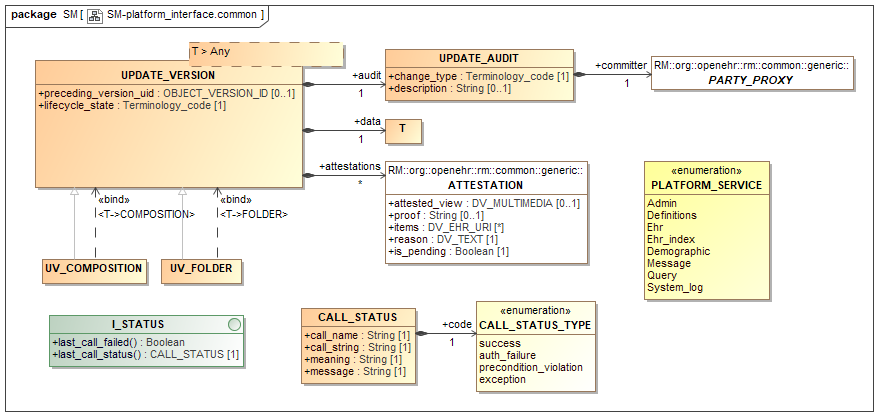 package SM [ SM-platform_interface.common ]
T > Any
UPDATE_VERSION
+preceding_version_uid : OBJECT_VERSION_ID [0..1]
+lifecycle_state : Terminology_code [1]
+audit
1
UPDATE_AUDIT
+change_type : Terminology_code [1]
+description : String [0..1]
+committer
1
RM::org::openehr::rm::common::generic::
PARTY_PROXY
+data
1
T
+attestations
*
RM::org::openehr::rm::common::generic::
ATTESTATION
+attested_view : DV_MULTIMEDIA [0..1]
+proof : String [0..1]
+items : DV_EHR_URI [*]
+reason : DV_TEXT [1]
+is_pending : Boolean [1]
«enumeration»
PLATFORM_SERVICE
Admin
Definitions
Ehr
Ehr_index
Demographic
Message
Query
System_log
«bind»
<T->COMPOSITION>
«bind»
<T->FOLDER>
UV_COMPOSITION
UV_FOLDER
I_STATUS
+last_call_failed() : Boolean
+last_call_status() : CALL_STATUS [1]
CALL_STATUS
+call_name : String [1]
+call_string : String [1]
+meaning : String [1]
+message : String [1]
+code
1
«enumeration»
CALL_STATUS_TYPE
success
auth_failure
precondition_violation
exception